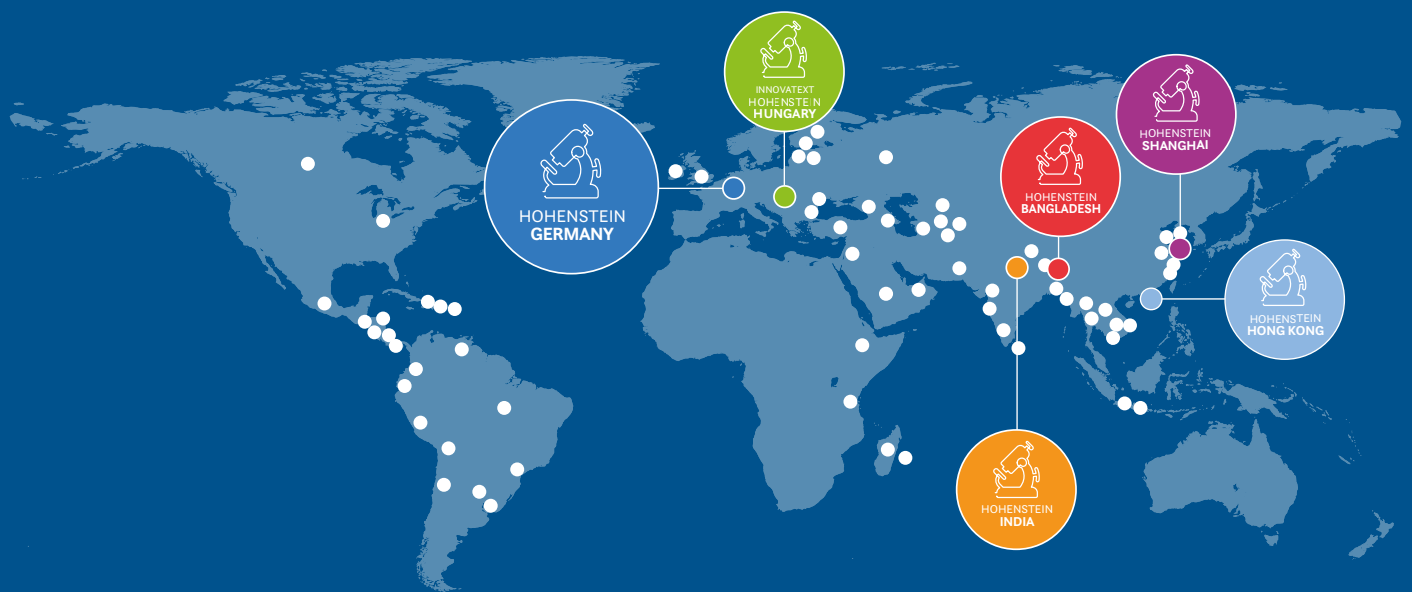 HOHENSTEIN
GERMANY
INNOVATEXT
HOHENSTEIN
HUNGARY
HOHENSTEIN
BANGLADESH
HOHENSTEIN
SHANGHAI
HOHENSTEIN
HONG KONG
HOHENSTEIN
INDIA